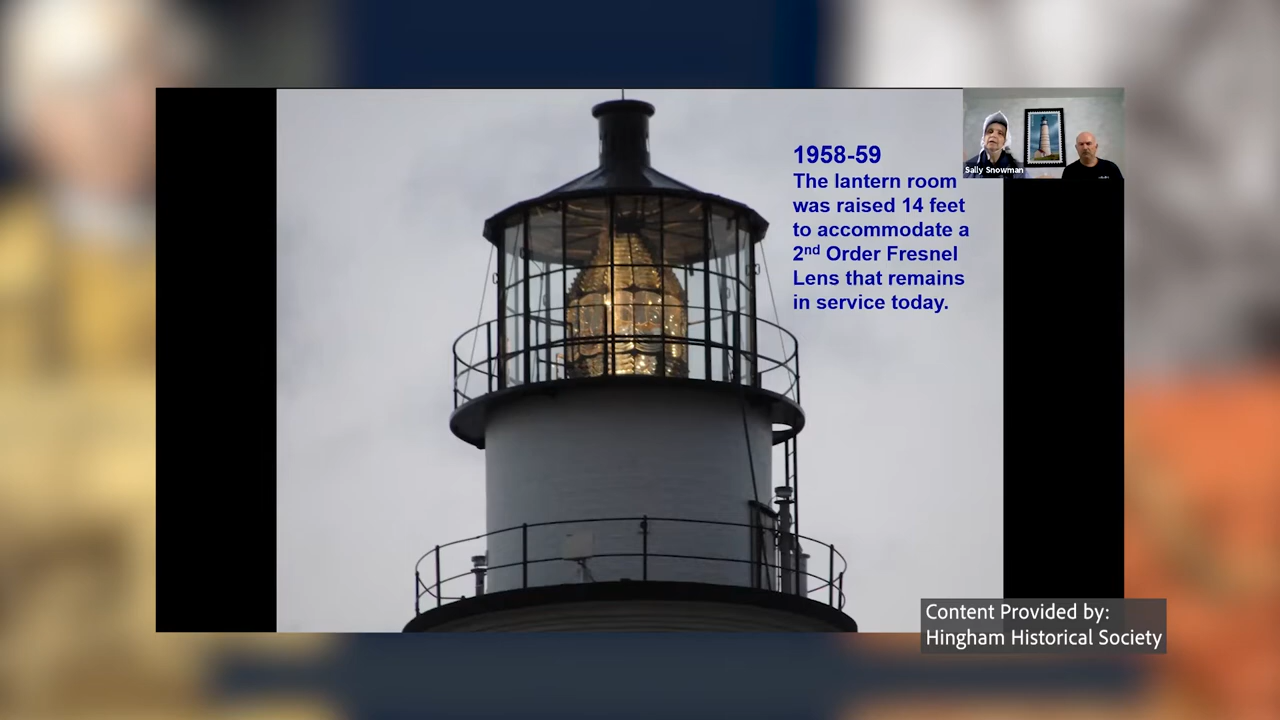 1958-59
The lantern room
was raised 14 feet
to accommodate a
2nd Order Fresnel
Lens that remains
in service today.
Sally Snowman
Content Provided by:
Hingham Historical Society